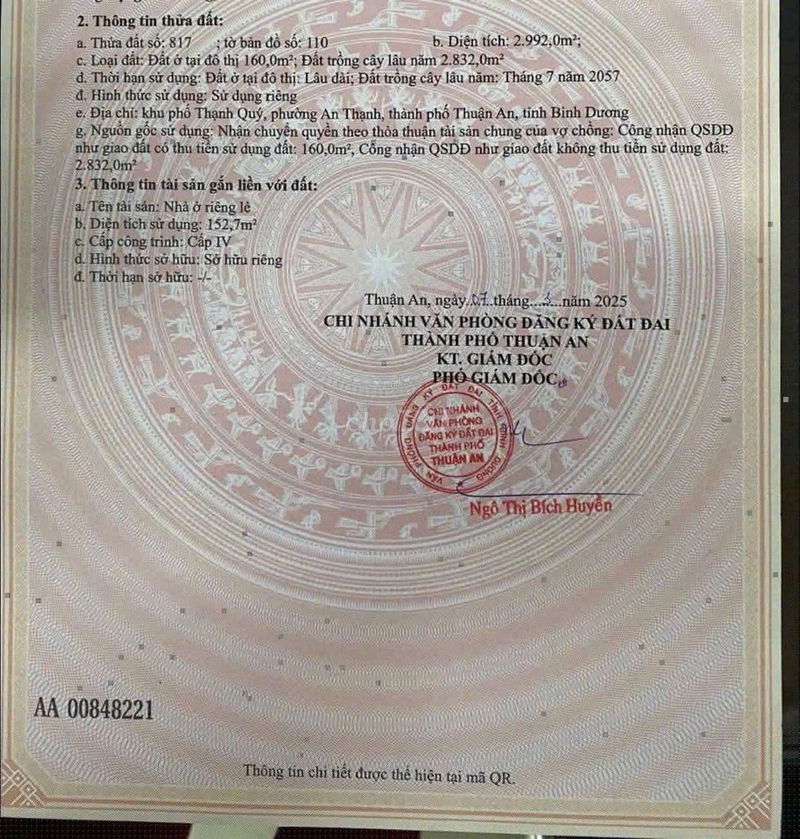 2. Thông tin thửa đất:
a. Thửa đất số: 817 ; tờ bản đồ số: 110 b. Diện tích: 2.992,0m²;
c. Loại đất: Đất ở tại đô thị 160,0m²; Đất trồng cây lâu năm 2.832,0m²
d. Thời hạn sử dụng: Đất ở tại đô thị: Lâu dài; Đất trồng cây lâu năm: Tháng 7 năm 2057
đ. Hình thức sử dụng: Sử dụng riêng
e. Địa chỉ: khu phố Thạnh Quý, phường An Thạnh, thành phố Thuận An, tỉnh Bình Dương
g. Nguồn gốc sử dụng: Nhận chuyển quyền theo thỏa thuận tài sản chung của vợ chồng: Công nhận QSDĐ
như giao đất có thu tiền sử dụng đất: 160,0m², Công nhận QSDĐ như giao đất không thu tiền sử dụng đất:
2.832,0m²
3. Thông tin tài sản gắn liền với đất:
a. Tên tài sản: Nhà ở riêng lẻ
b. Diện tích sử dụng: 152,7m²
c. Cấp công trình: Cấp IV
d. Hình thức sở hữu: Sở hữu riêng
đ. Thời hạn sở hữu: -/-
Thuận An, ngày..07..tháng...3...năm 2025
CHI NHÁNH VĂN PHÒNG ĐĂNG KÝ ĐẤT ĐAI
THÀNH PHỐ THUẬN AN
KT. GIÁM ĐỐC
PHÓ GIÁM ĐỐC
VĂN PHÒNG ĐĂNG KÝ ĐẤT ĐAI TỈNH BÌNH DƯƠNG
CHI NHÁNH
VĂN PHÒNG
ĐĂNG KÝ ĐẤT ĐAI
THÀNH PHỐ
THUẬN AN
Ngô Thị Bích Huyền
AA 00848221
Thông tin chi tiết được thể hiện tại mã QR.